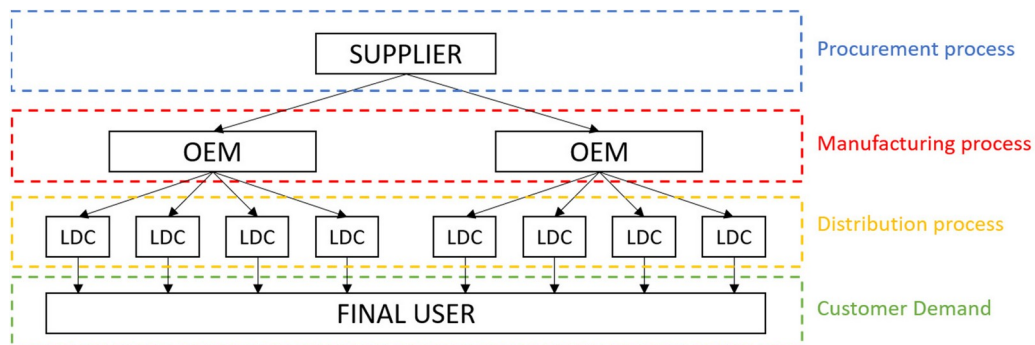 SUPPLIER
Procurement process
OEM
OEM
Manufacturing process
LDC
LDC
LDC
LDC
LDC
LDC
LDC
LDC
Distribution process
FINAL USER
Customer Demand